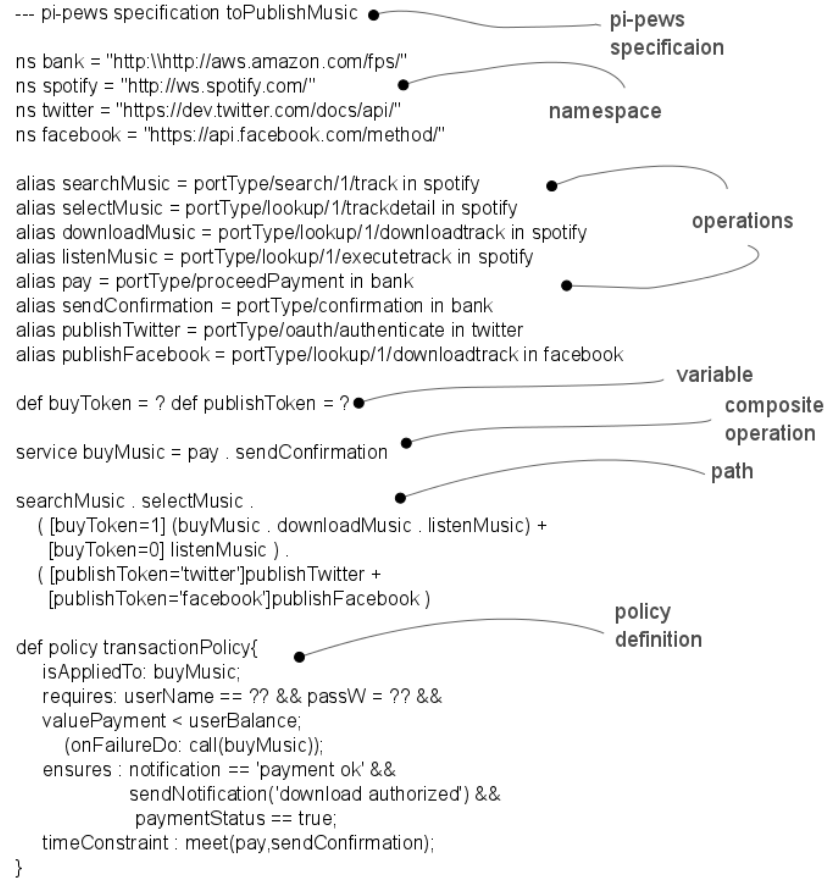 --- pi-pews specification toPublishMusic
pi-pews
specificaion
ns bank = "http:\\http://aws.amazon.com/fps/"
ns spotify = "http://ws.spotify.com/"
ns twitter = "https://dev.twitter.com/docs/api/"
ns facebook = "https://api.facebook.com/method/"
namespace
alias searchMusic = portType/search/1/track in spotify
alias selectMusic = portType/lookup/1/trackdetail in spotify
alias downloadMusic = portType/lookup/1/downloadtrack in spotify
alias listenMusic = portType/lookup/1/executetrack in spotify
alias pay = portType/proceedPayment in bank
alias sendConfirmation = portType/confirmation in bank
alias publishTwitter = portType/oauth/authenticate in twitter
alias publishFacebook = portType/lookup/1/downloadtrack in facebook
operations
def buyToken = ? def publishToken = ?
variable
service buyMusic = pay . sendConfirmation
composite
operation
searchMusic . selectMusic .
( [buyToken=1] (buyMusic . downloadMusic . listenMusic) +
[buyToken=0] listenMusic ) .
( [publishToken='twitter']publishTwitter +
[publishToken='facebook']publishFacebook )
path
def policy transactionPolicy{
isAppliedTo: buyMusic;
requires: userName == ?? && passW = ?? &&
valuePayment < userBalance;
(onFailureDo: call(buyMusic));
ensures : notification == 'payment ok' &&
sendNotification('download authorized') &&
paymentStatus == true;
timeConstraint : meet(pay,sendConfirmation);
}
policy
definition